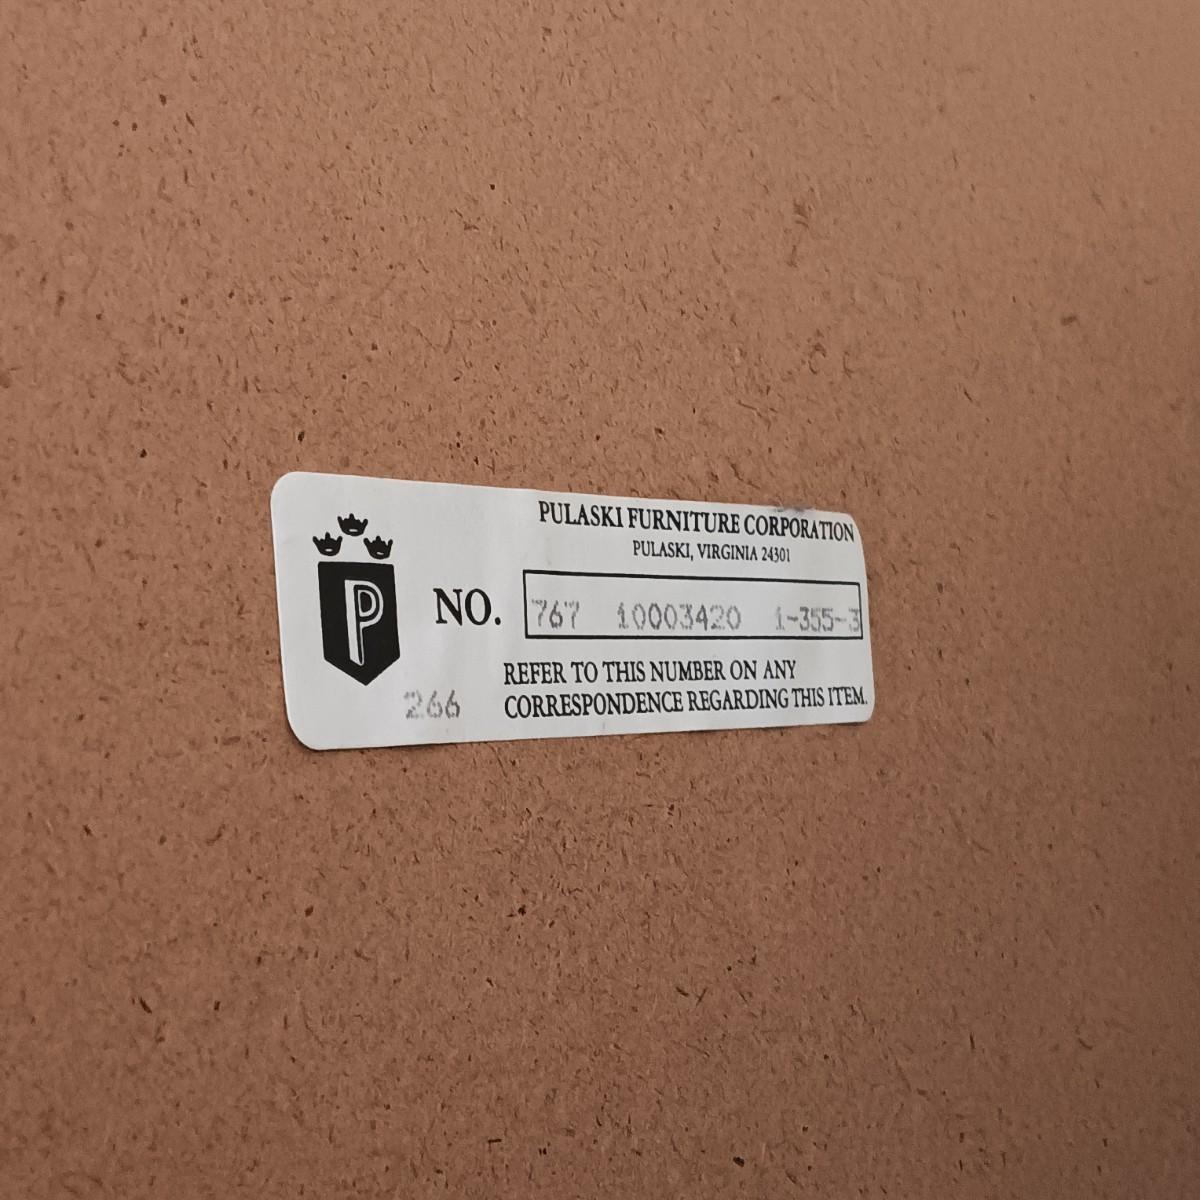 PULASKI FURNITURE CORPORATION
PULASKI, VIRGINIA 24301
P
NO. 767 10003420 1-355-3
REFER TO THIS NUMBER ON ANY
CORRESPONDENCE REGARDING THIS ITEM.
266